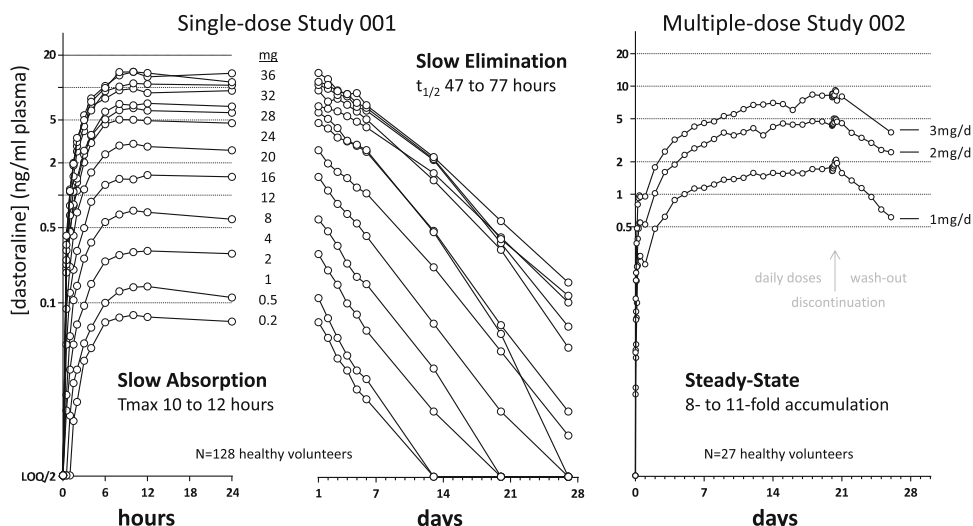 Single-dose Study 001
Multiple-dose Study 002
[dastoraline] (ng/ml plasma)
20
5
2
0.5
0.1
LOQ/2
mg
36
32
28
24
20
16
12
8
4
2
1
0.5
0.2
Slow Absorption
Tmax 10 to 12 hours
N=128 healthy volunteers
0 6 12 24
hours
Slow Elimination
t1/2 47 to 77 hours
1 7 14 21 28
days
20
10
5
2
1
0.5
3mg/d
2mg/d
1mg/d
daily doses wash-out
discontinuation
Steady-State
8- to 11-fold accumulation
N=27 healthy volunteers
0 7 14 21 28
days